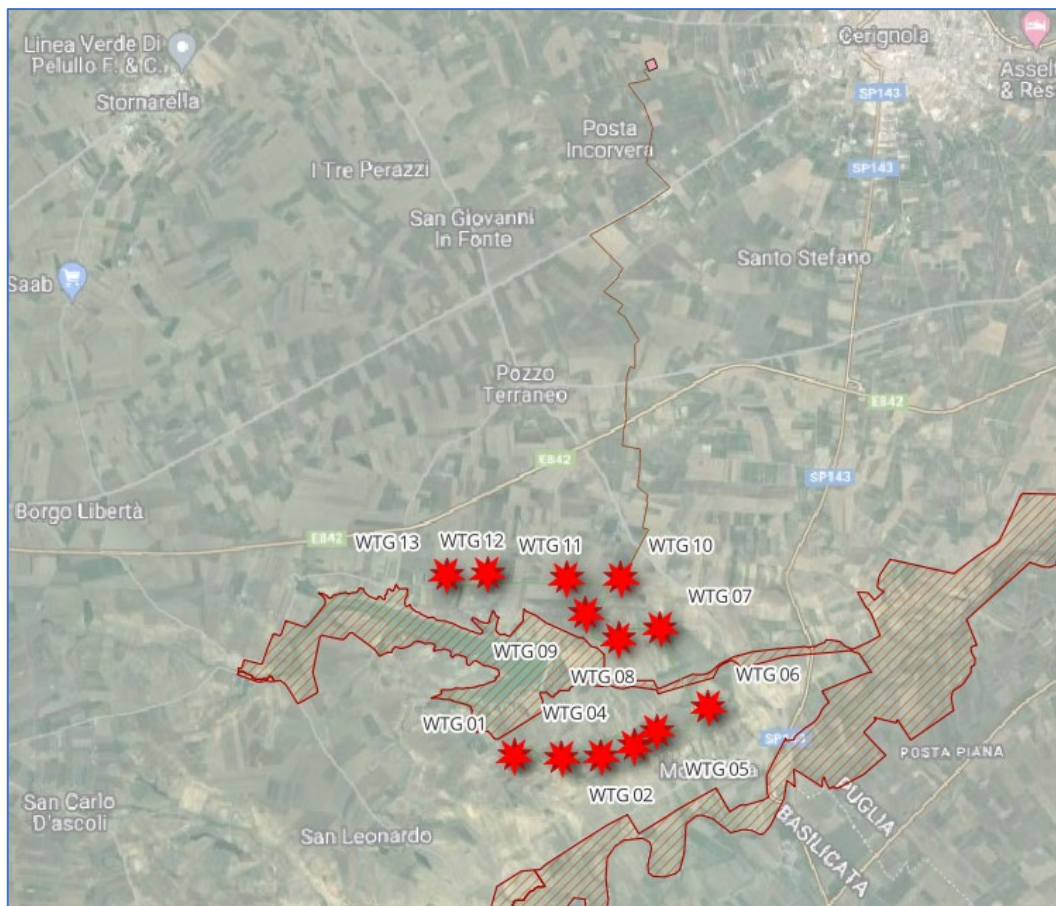 Linea Verde Di
Pelullo F. & C.
Stornarella
Cerignola
SP143
Posta
Incorvera
SP143
I Tre Perazzi
San Giovanni
In Fonte
Santo Stefano
Saab
Pozzo
Terraneo
E842
E842
SP143
Borgo Libertà
E842
WTG 13
WTG 12
WTG 11
WTG 10
WTG 07
WTG 09
WTG 08
WTG 06
WTG 01
WTG 04
POSTA PIANA
WTG 05
WTG 02
PUGLIA
BASILICATA
San Carlo
D'ascoli
San Leonardo